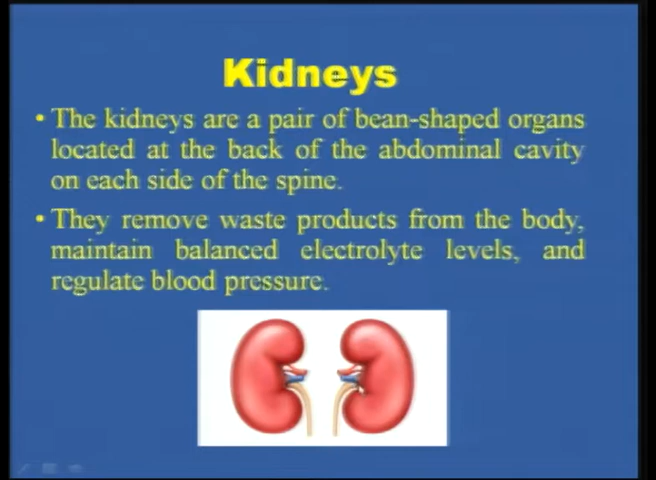 Kidneys
• The kidneys are a pair of bean-shaped organs
located at the back of the abdominal cavity
on each side of the spine.
• They remove waste products from the body,
maintain balanced electrolyte levels, and
regulate blood pressure.